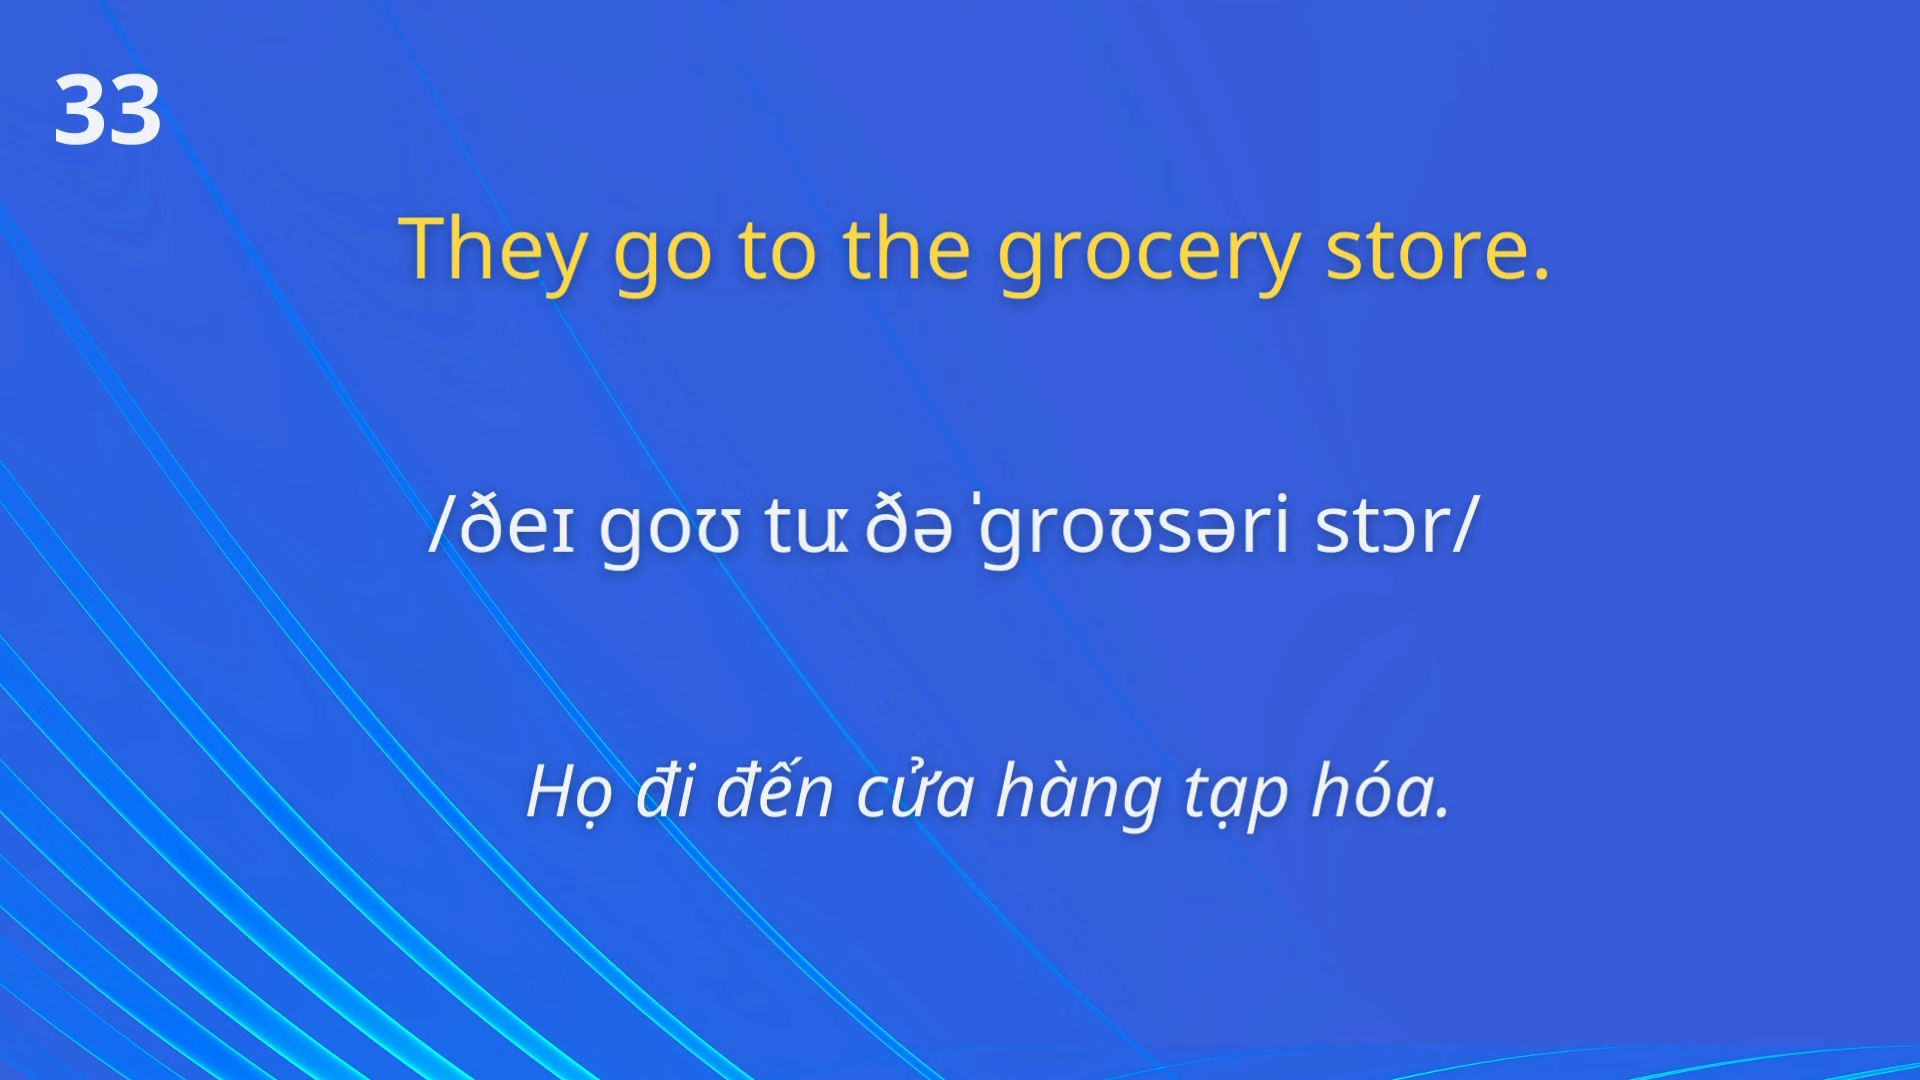 33
They go to the grocery store.
/ðeɪ goʊ tuː ðə ˈgroʊsəri stɔr/
Họ đi đến cửa hàng tạp hóa.